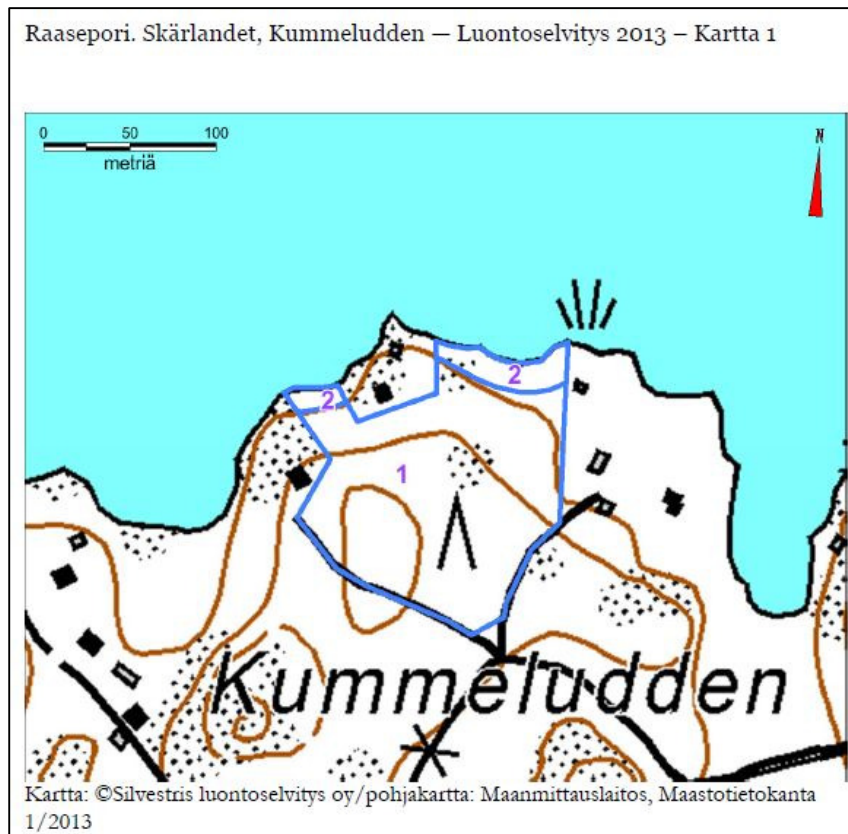 Raasepori. Skärlandet, Kummeludden — Luontoselvitys 2013 – Kartta 1
0 50 100
metriä
N
2
2
1
Kummeludden
Kartta: ©Silvestris luontoselvitys oy/pohjakartta: Maanmittauslaitos, Maastotietokanta
1/2013